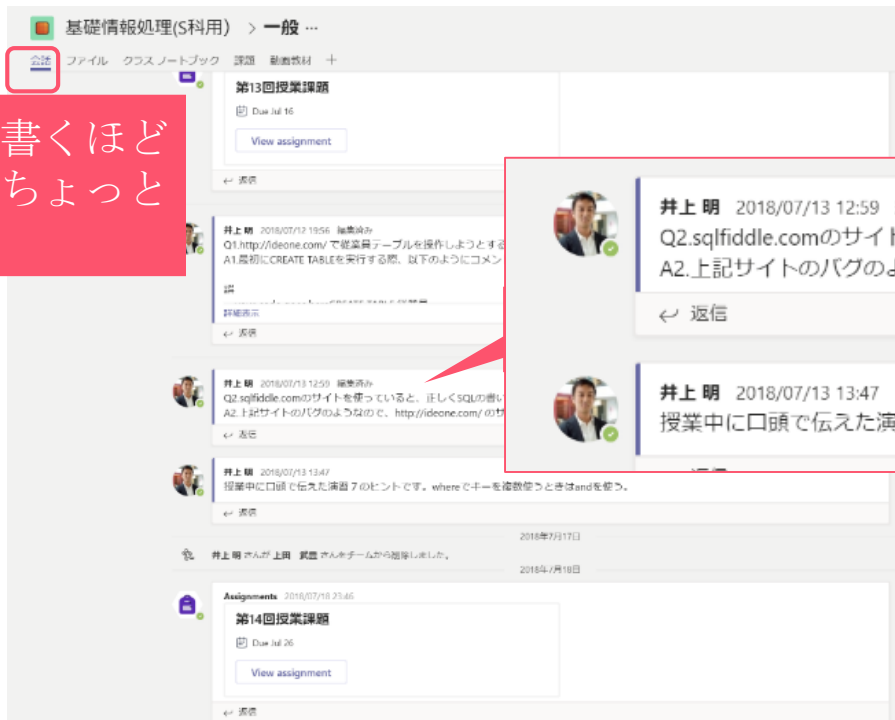 基礎情報処理(S科用) > 一般 …
会話 ファイル クラス ノートブック 課題 動画教材 +
第13回授業課題
Due Jul 16
View assignment
返信
書くほど
ちょっと
井上 明 2018/07/12 19:56 編集済み
Q1.http://ideone.com/ で従業員テーブルを操作しようとする
A1.最初にCREATE TABLEを実行する際、以下のようにコメン
誤
詳細表示
返信
井上 明 2018/07/13 12:59 編集済み
Q2.sqlfiddle.comのサイトを使っていると、正しくSQLの書い
A2.上記サイトのバグのようなので、http://ideone.com/ のサ
返信
井上 明 2018/07/13 13:47
授業中に口頭で伝えた演習7のヒントです。whereでキーを複数使うときはandを使う。
返信
井上 明 2018/07/13 12:59
Q2.sqlfiddle.comのサイト
A2.上記サイトのバグのよ
返信
井上 明 2018/07/13 13:47
授業中に口頭で伝えた演
2018年7月17日
井上 明 さんが 上田 武豊 さんをチームから削除しました。
2018年7月18日
Assignments 2018/07/18 23:46
第14回授業課題
Due Jul 26
View assignment
返信